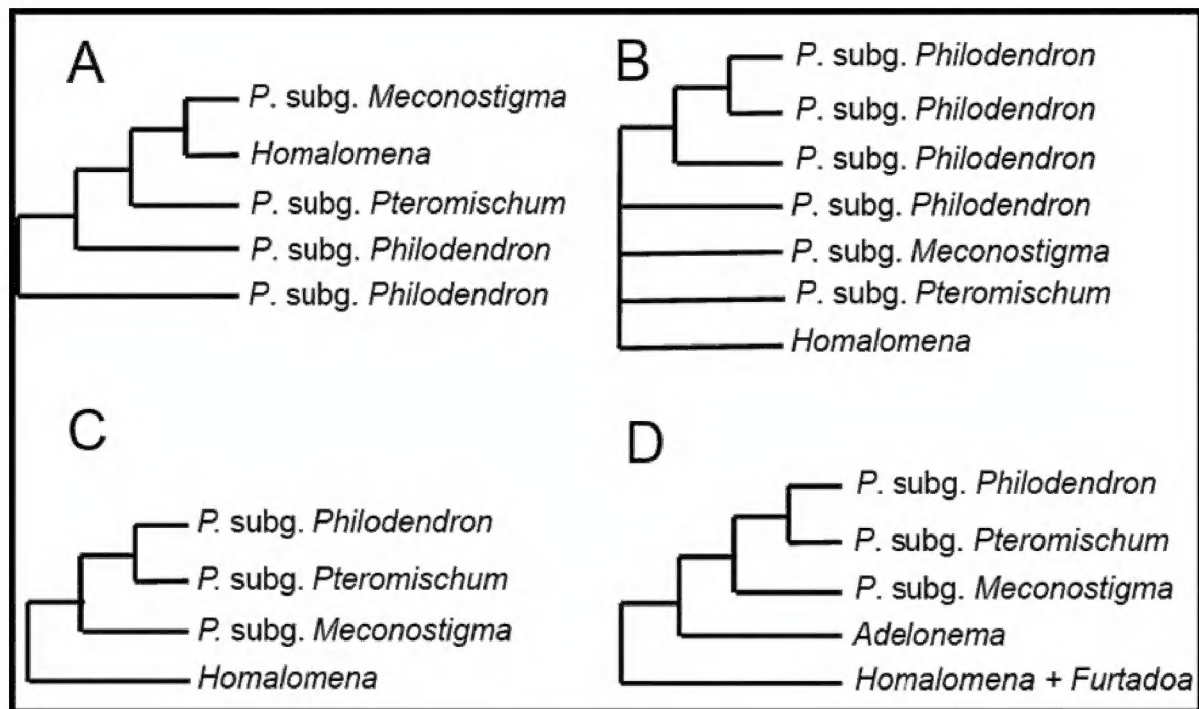 A
P. subg. Meconostigma
Homalomena
P. subg. Pteromischum
P. subg. Philodendron
P. subg. Philodendron
B
P. subg. Philodendron
P. subg. Philodendron
P. subg. Philodendron
P. subg. Philodendron
P. subg. Meconostigma
P. subg. Pteromischum
Homalomena
C
P. subg. Philodendron
P. subg. Pteromischum
P. subg. Meconostigma
Homalomena
D
P. subg. Philodendron
P. subg. Pteromischum
P. subg. Meconostigma
Adelonema
Homalomena + Furtadoa